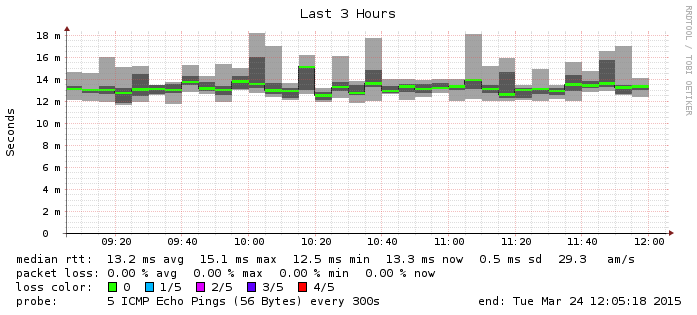 Last 3 Hours
RRDTOOL / TOBI OETIKER
Seconds
18 m
16 m
14 m
12 m
10 m
8 m
6 m
4 m
2 m
0
09:20 09:40 10:00 10:20 10:40 11:00 11:20 11:40 12:00
median rtt: 13.2 ms avg 15.1 ms max 12.5 ms min 13.3 ms now 0.5 ms sd 29.3 am/s
packet loss: 0.00 % avg 0.00 % max 0.00 % min 0.00 % now
loss color: 0 1/5 2/5 3/5 4/5
probe: 5 ICMP Echo Pings (56 Bytes) every 300s end: Tue Mar 24 12:05:18 2015